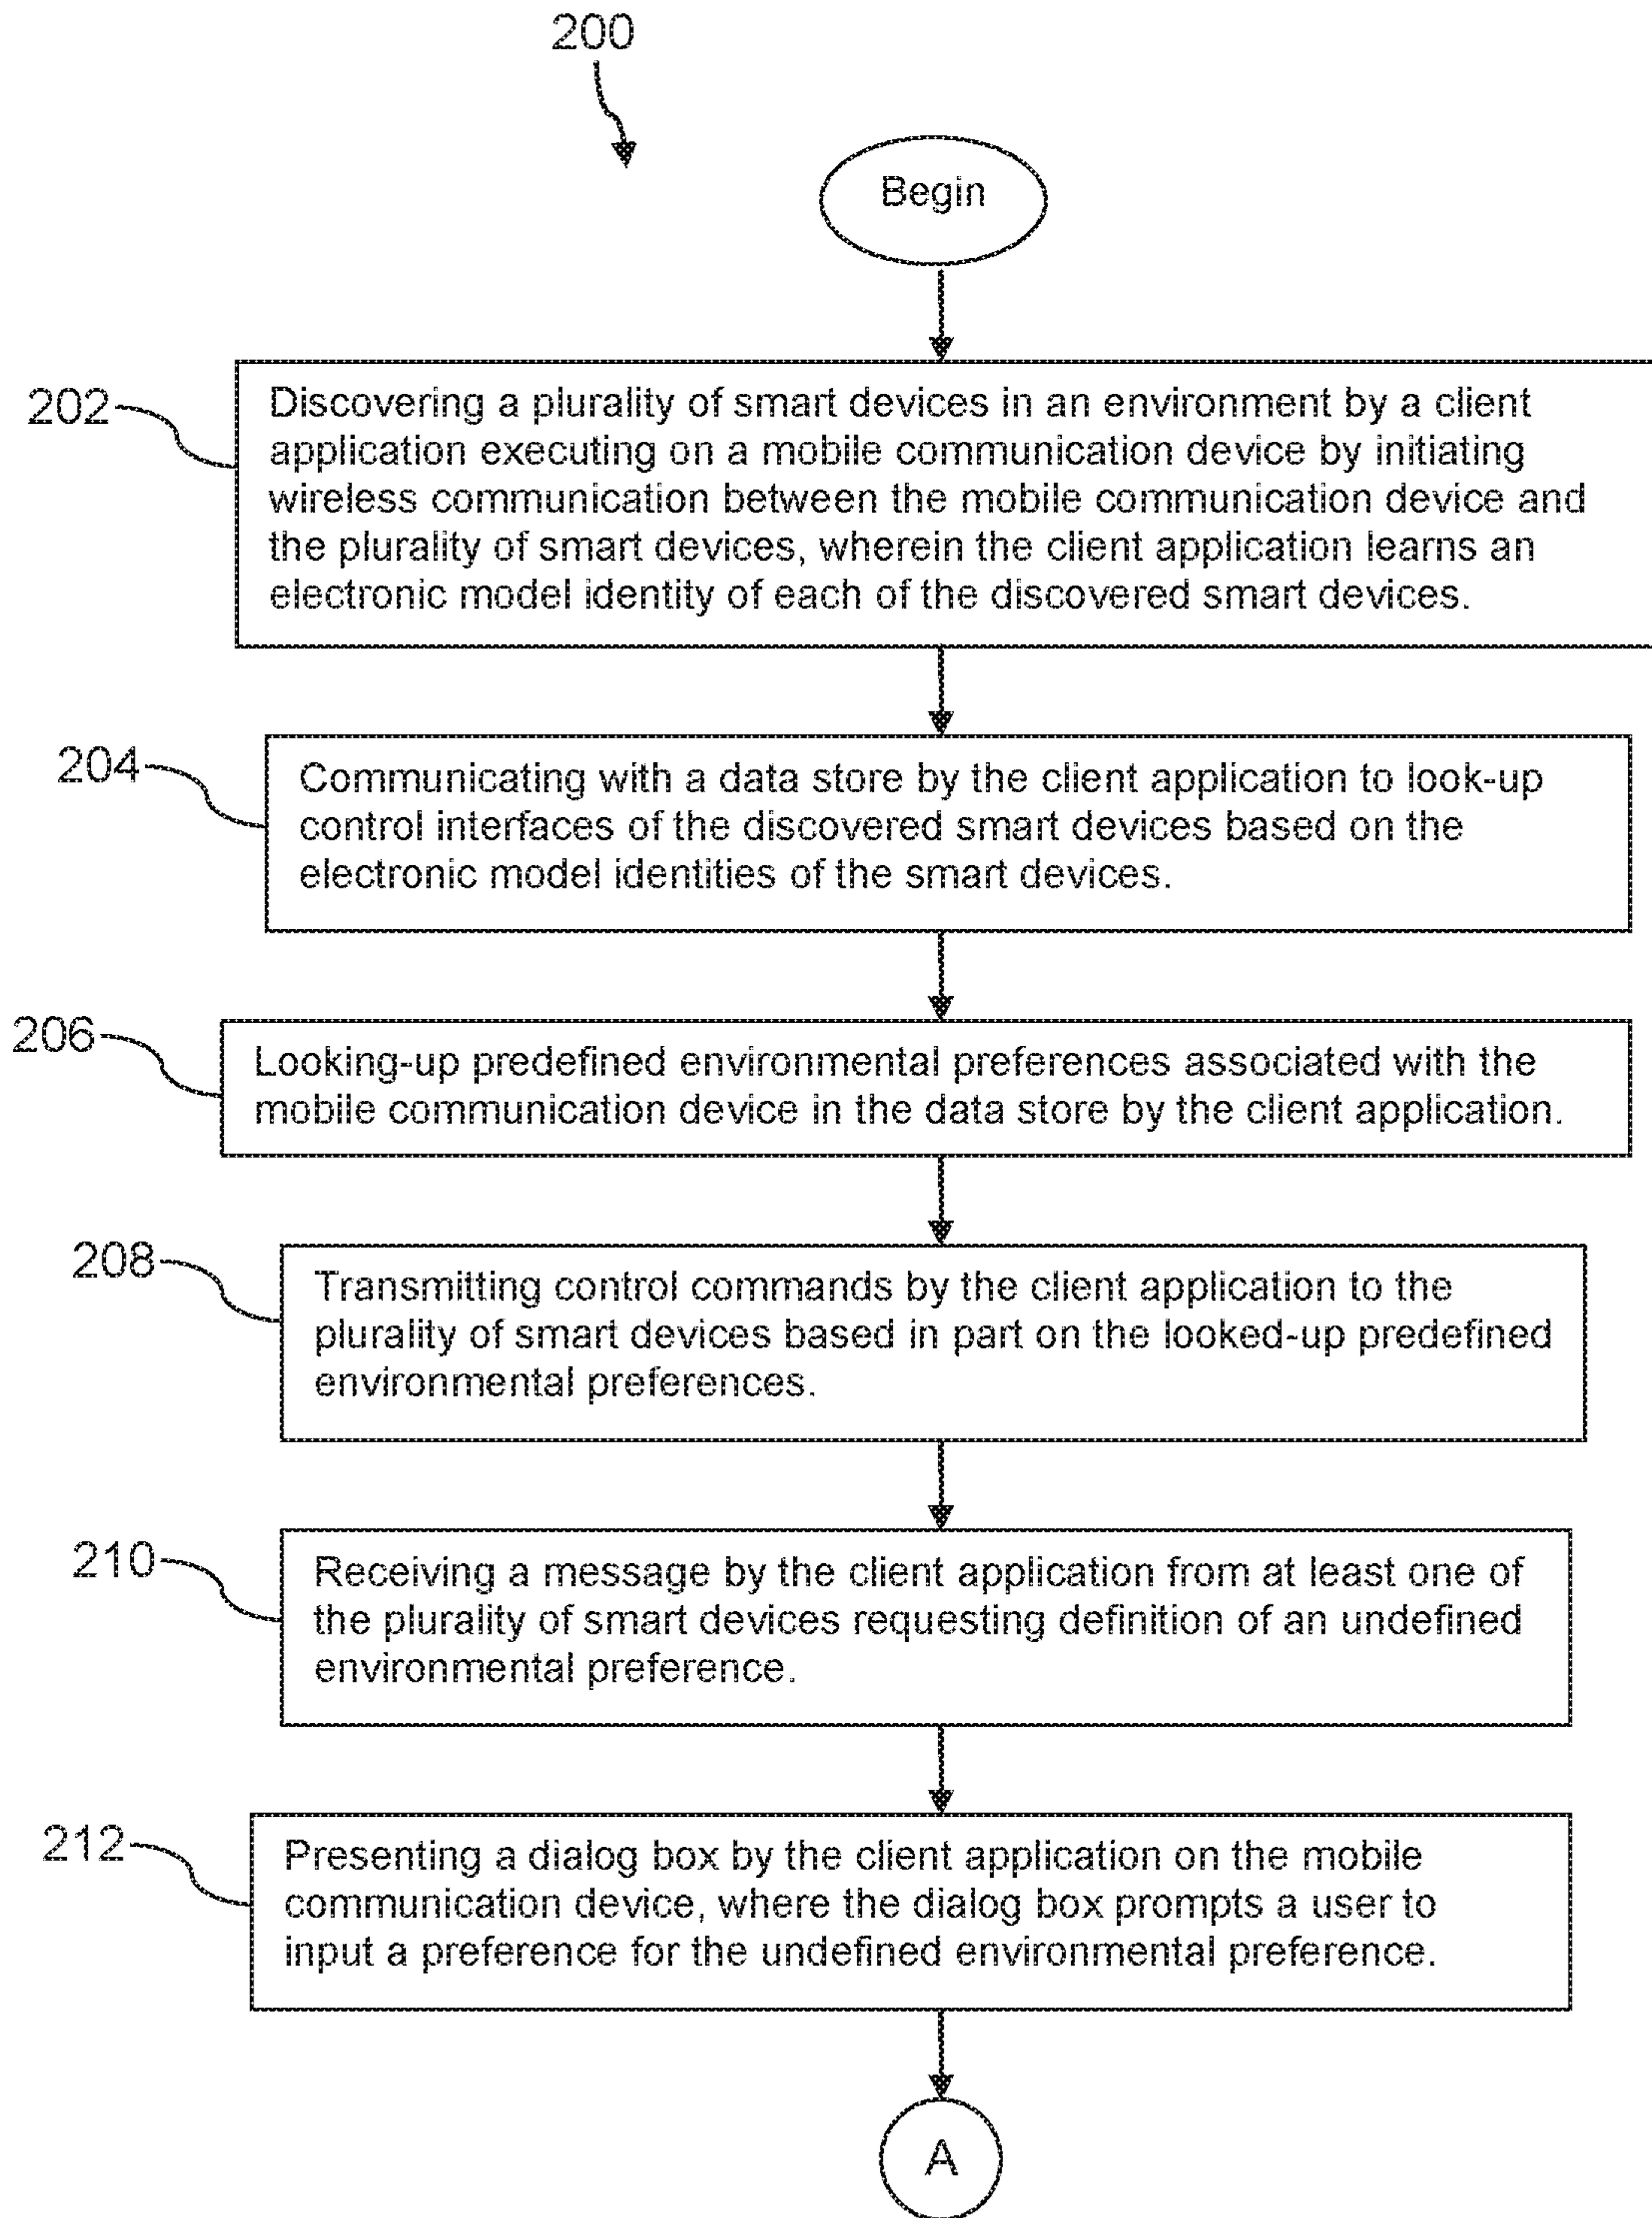 200
Begin
202
Discovering a plurality of smart devices in an environment by a client
application executing on a mobile communication device by initiating
wireless communication between the mobile communication device and
the plurality of smart devices, wherein the client application learns an
electronic model identity of each of the discovered smart devices.
204
Communicating with a data store by the client application to look-up
control interfaces of the discovered smart devices based on the
electronic model identities of the smart devices.
206
Looking-up predefined environmental preferences associated with the
mobile communication device in the data store by the client application.
208
Transmitting control commands by the client application to the
plurality of smart devices based in part on the looked-up predefined
environmental preferences.
210
Receiving a message by the client application from at least one of
the plurality of smart devices requesting definition of an undefined
environmental preference.
212
Presenting a dialog box by the client application on the mobile
communication device, where the dialog box prompts a user to
input a preference for the undefined environmental preference.
A